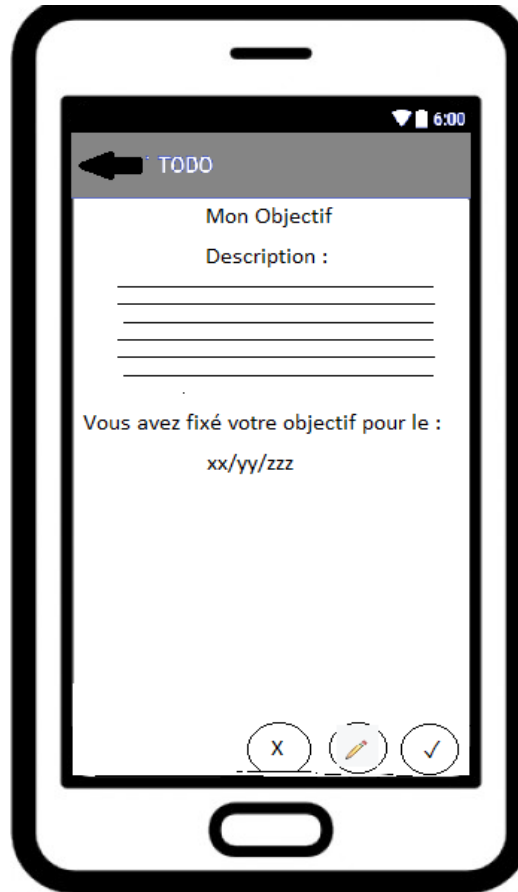 6:00
TODO
Mon Objectif
Description :
Vous avez fixé votre objectif pour le :
xx/yy/zzz
X